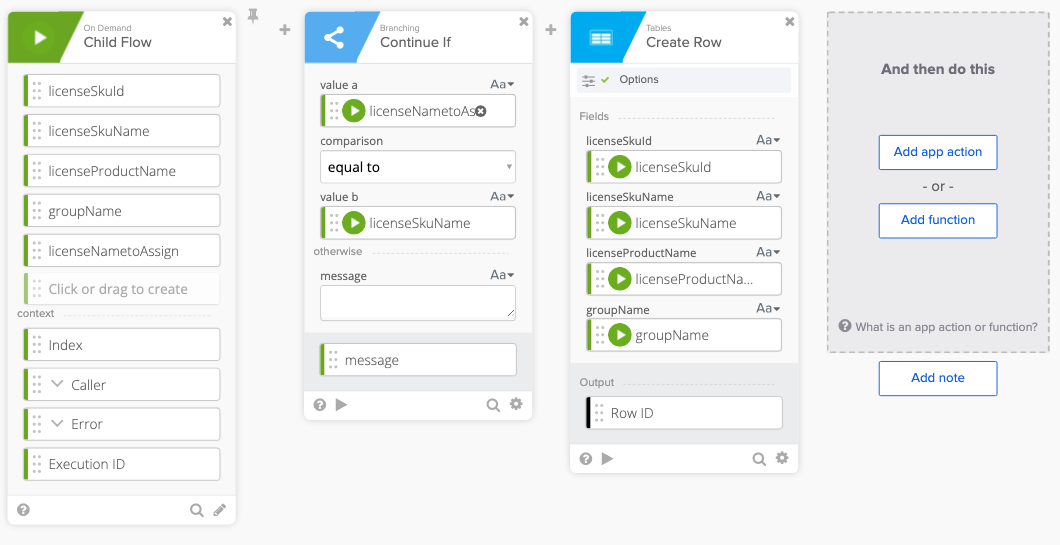 On Demand
Child Flow
licenseSkuId
licenseSkuName
licenseProductName
groupName
licenseNametoAssign
Click or drag to create
context
Index
Caller
Error
Execution ID
Branching
Continue If
value a
Aa
licenseNametoAs
comparison
equal to
value b
Aa
licenseSkuName
otherwise
message
Aa
message
Tables
Create Row
Options
Fields
licenseSkuId
Aa
licenseSkuId
licenseSkuName
Aa
licenseSkuName
licenseProductName
Aa
licenseProductNa...
groupName
Aa
groupName
Output
Row ID
And then do this
Add app action
- or -
Add function
What is an app action or function?
Add note